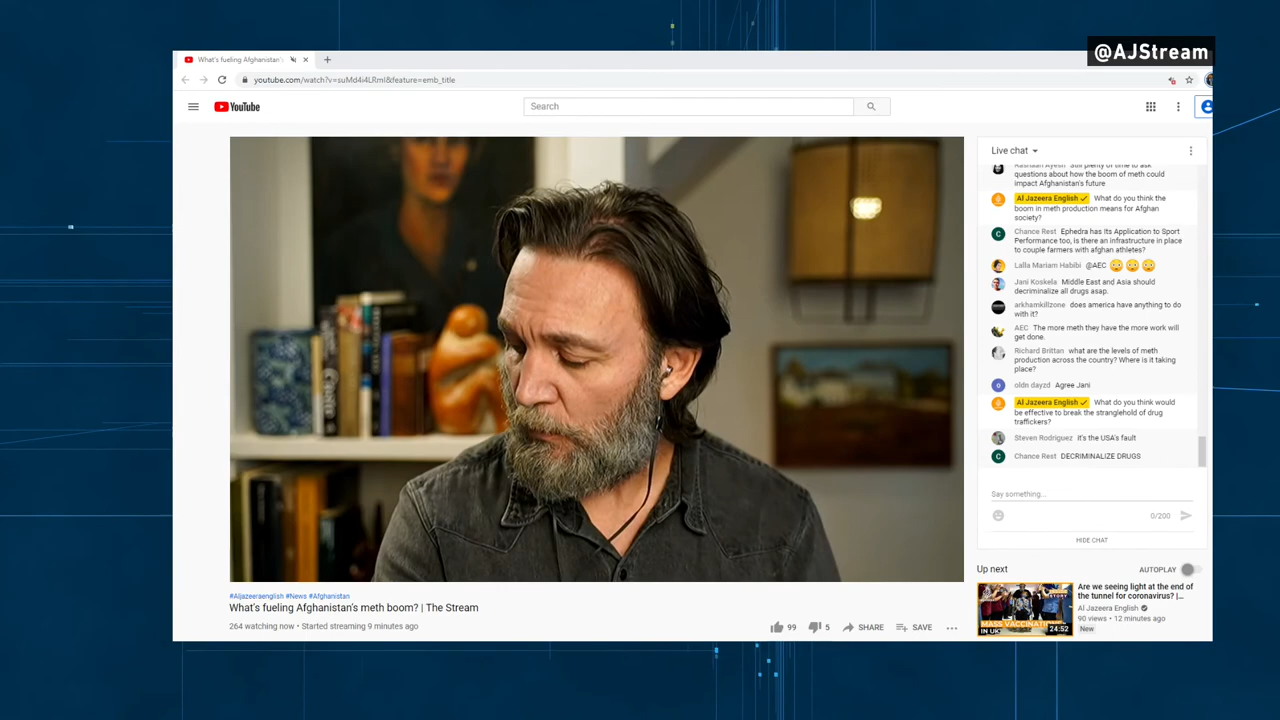 @AJStream
What's fueling Afghanistan's
youtube.com/watch?v=suMd4i4LRmI&feature=emb_title
YouTube
Search
Live chat
Rashaan Ayesh Still plenty of time to ask
questions about how the boom of meth could
impact Afghanistan's future
Al Jazeera English What do you think the
boom in meth production means for Afghan
society?
Chance Rest Ephedra has Its Application to Sport
Performance too, is there an infrastructure in place
to couple farmers with afghan athletes?
Lalla Mariam Habibi @AEC
Jani Koskela Middle East and Asia should
decriminalize all drugs asap.
arkhamkillzone does america have anything to do
with it?
AEC The more meth they have the more work will
get done.
Richard Brittan what are the levels of meth
production across the country? Where is it taking
place?
oldn dayzd Agree Jani
Al Jazeera English What do you think would
be effective to break the stranglehold of drug
traffickers?
Steven Rodriguez it's the USA's fault
Chance Rest DECRIMINALIZE DRUGS
Say something...
0/200
HIDE CHAT
#Aljazeeraenglish #News #Afghanistan
What's fueling Afghanistan's meth boom? | The Stream
264 watching now • Started streaming 9 minutes ago
99 5 SHARE SAVE
Up next AUTOPLAY
Are we seeing light at the end of
the tunnel for coronavirus? |...
Al Jazeera English
90 views • 12 minutes ago
New
MASS VACCINATION
IN UK
24:52